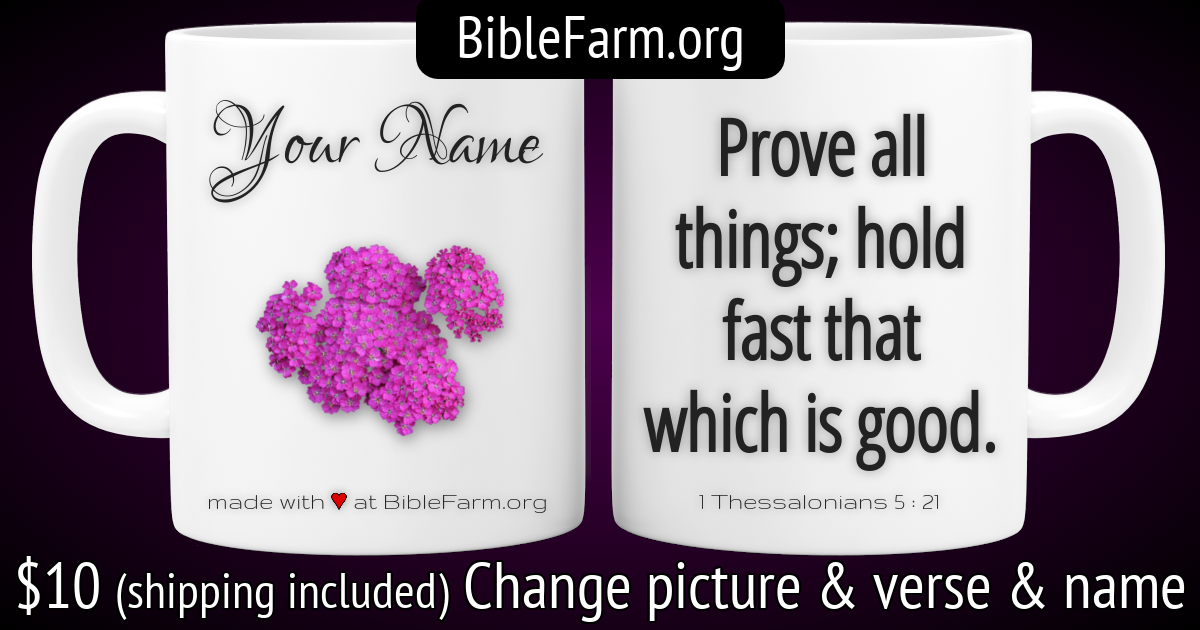 BibleFarm.org
Your Name
made with ♥ at BibleFarm.org
Prove all
things; hold
fast that
which is good.
1 Thessalonians 5 : 21
$10 (shipping included) Change picture & verse & name